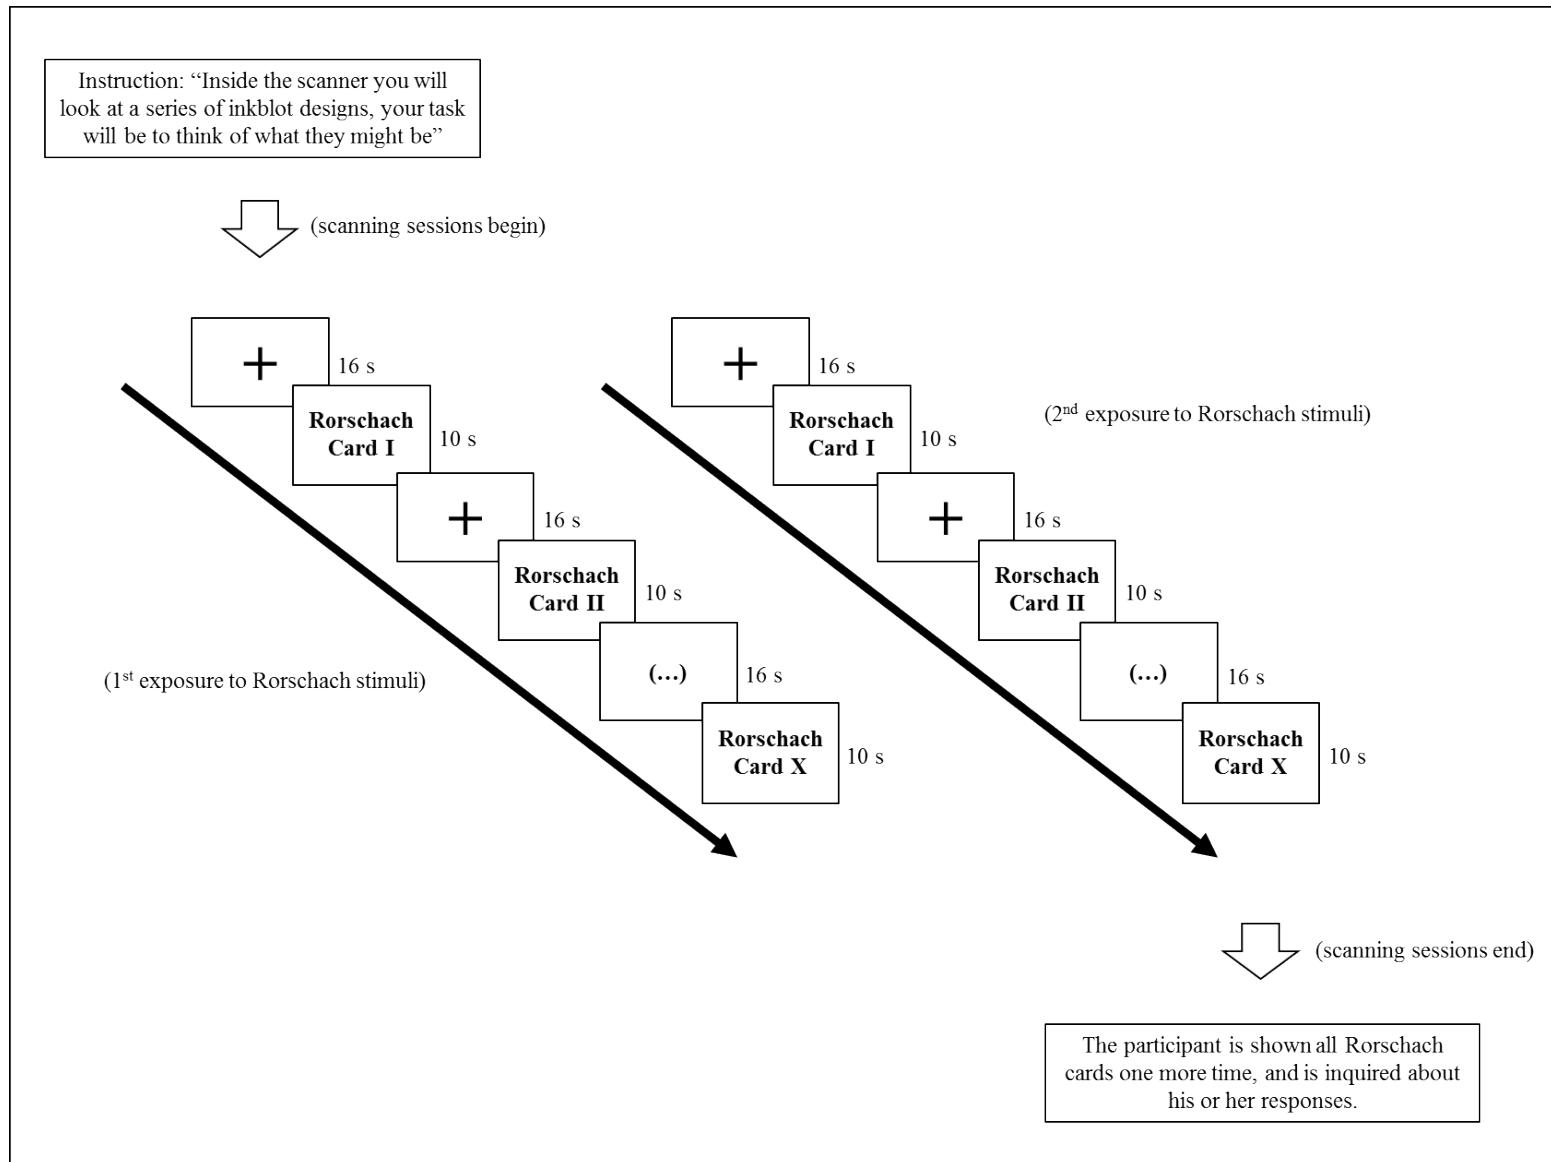 Instruction: “Inside the scanner you will
look at a series of inkblot designs, your task
will be to think of what they might be”
(scanning sessions begin)
+
16 s
Rorschach
Card I
10 s
+
16 s
Rorschach
Card II
10 s
(...)
16 s
Rorschach
Card X
10 s
(1st exposure to Rorschach stimuli)
+
16 s
Rorschach
Card I
10 s
+
16 s
Rorschach
Card II
10 s
(...)
16 s
Rorschach
Card X
10 s
(2nd exposure to Rorschach stimuli)
(scanning sessions end)
The participant is shown all Rorschach
cards one more time, and is inquired about
his or her responses.